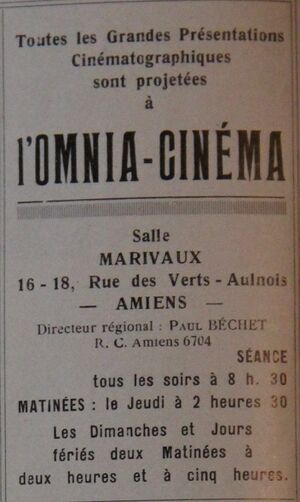 Toutes les Grandes Présentations
Cinématographiques
sont projetées
à
l'OMNIA-CINÉMA
Salle
MARIVAUX
16 - 18, Rue des Verts - Aulnois
— AMIENS —
Directeur régional : PAUL BÉCHET
R. C. Amiens 6704
SÉANCE
tous les soirs à 8 h. 30
MATINÉES : le Jeudi à 2 heures 30
Les Dimanches et Jours
fériés deux Matinées à
deux heures et à cinq heures.